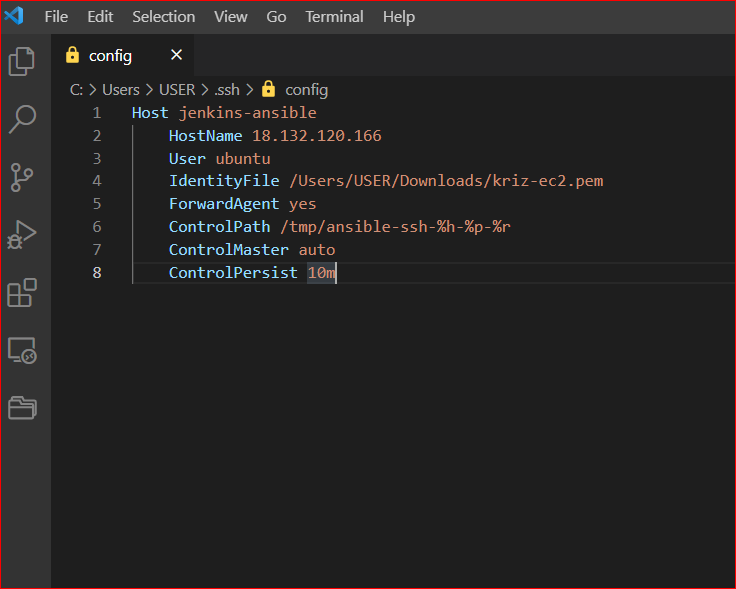 File Edit Selection View Go Terminal Help
config
C: > Users > USER > .ssh > config
1 Host jenkins-ansible
2 HostName 18.132.120.166
3 User ubuntu
4 IdentityFile /Users/USER/Downloads/kriz-ec2.pem
5 ForwardAgent yes
6 ControlPath /tmp/ansible-ssh-%h-%p-%r
7 ControlMaster auto
8 ControlPersist 10m